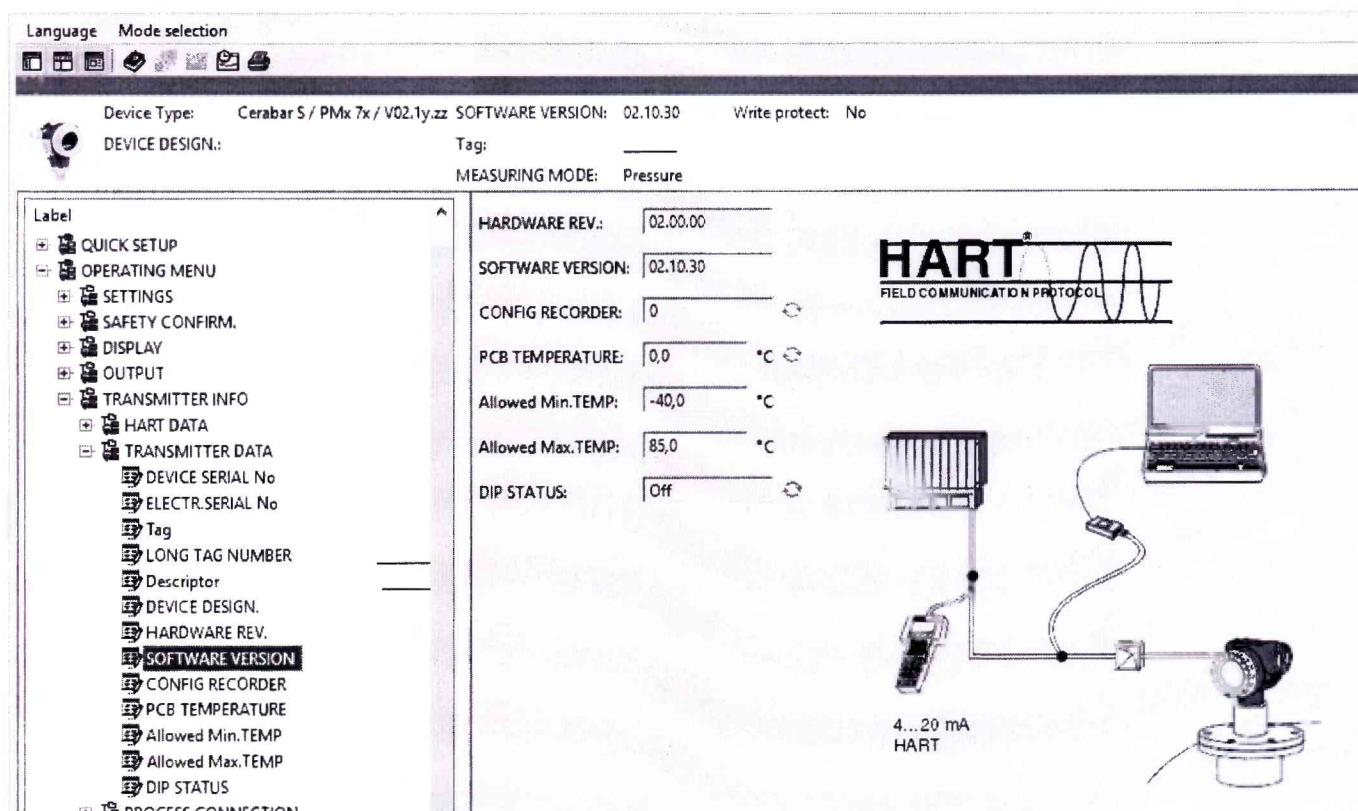 Language Mode selection
Device Type: Cerabar S / PMx 7x / V02.1y.zz SOFTWARE VERSION: 02.10.30 Write protect: No
DEVICE DESIGN.: Tag:
MEASURING MODE: Pressure
Label
QUICK SETUP
OPERATING MENU
SETTINGS
SAFETY CONFIRM.
DISPLAY
OUTPUT
TRANSMITTER INFO
HART DATA
TRANSMITTER DATA
DEVICE SERIAL No
ELECTR.SERIAL No
Tag
LONG TAG NUMBER
Descriptor
DEVICE DESIGN.
HARDWARE REV.
SOFTWARE VERSION
CONFIG RECORDER
PCB TEMPERATURE
Allowed Min.TEMP
Allowed Max.TEMP
DIP STATUS
PROCESS CONNECTION
HARDWARE REV.: 02.00.00
SOFTWARE VERSION: 02.10.30
CONFIG RECORDER: 0
PCB TEMPERATURE: 0,0 °C
Allowed Min.TEMP: -40,0 °C
Allowed Max.TEMP: 85,0 °C
DIP STATUS: Off
HART®
FIELD COMMUNICATION PROTOCOL
4...20 mA
HART